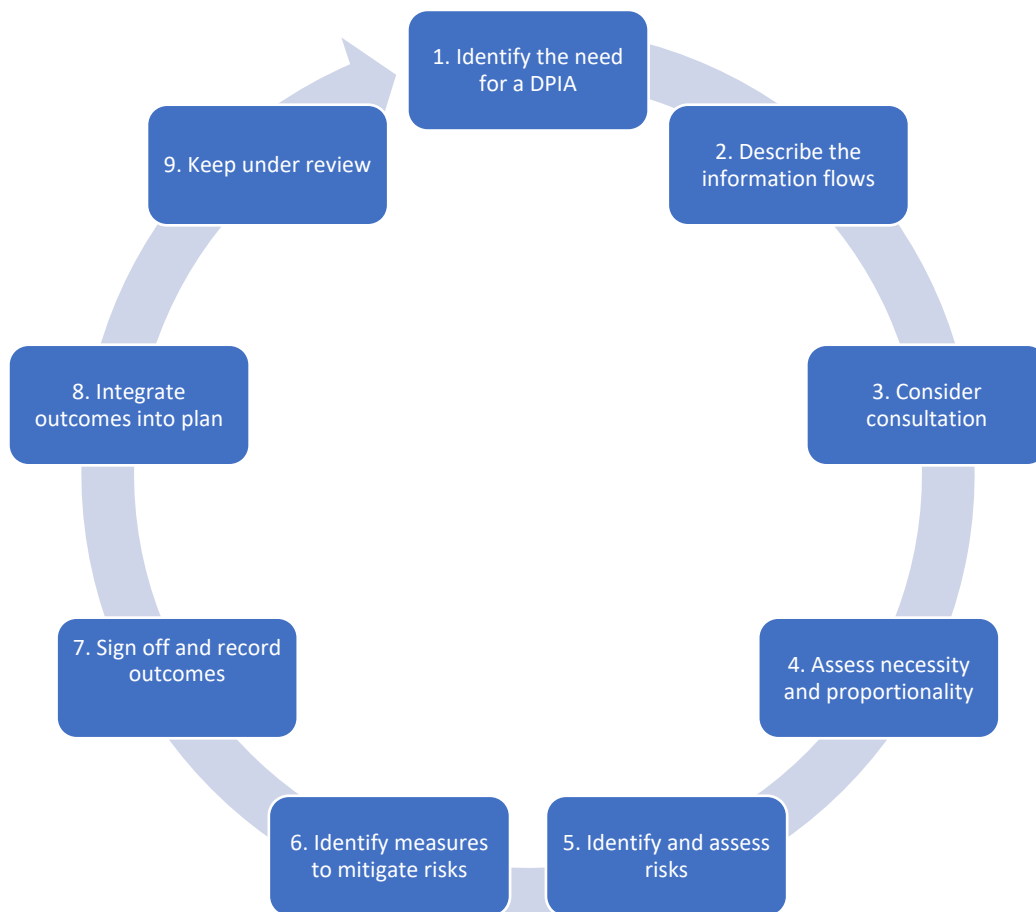 1. Identify the need
for a DPIA
2. Describe the
information flows
3. Consider
consultation
4. Assess necessity
and proportionality
5. Identify and assess
risks
6. Identify measures
to mitigate risks
7. Sign off and record
outcomes
8. Integrate
outcomes into plan
9. Keep under review